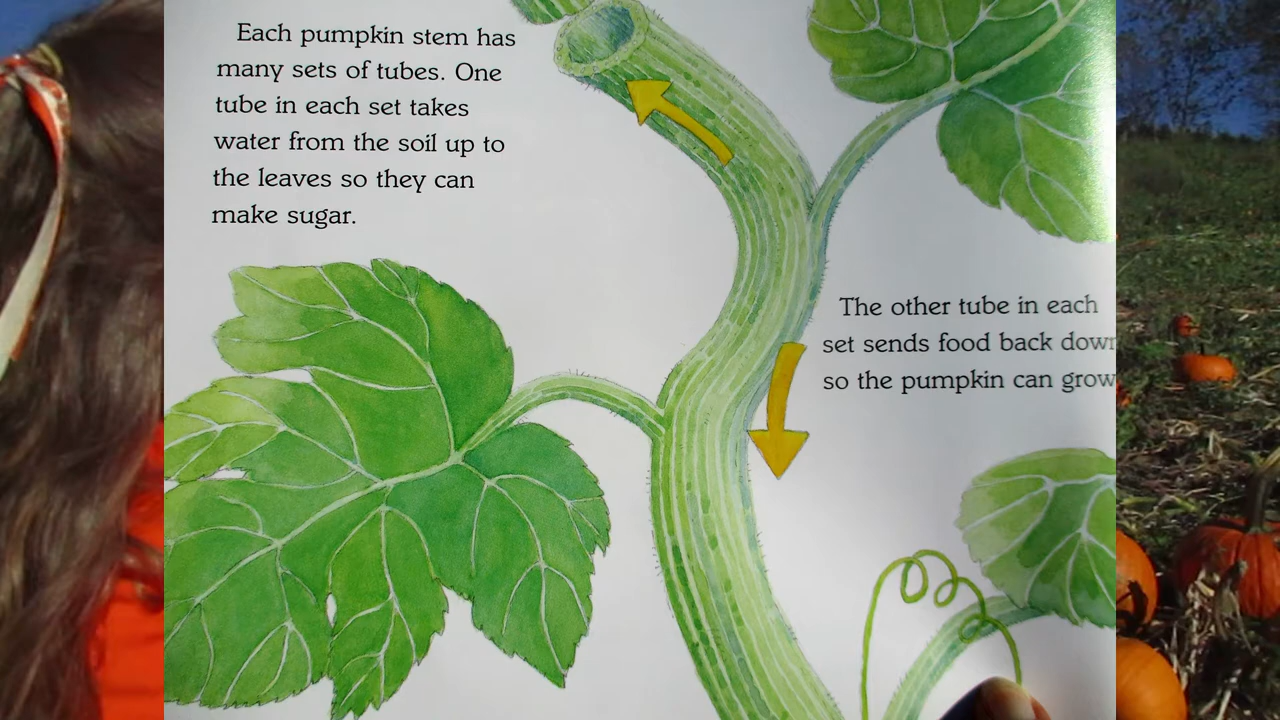 Each pumpkin stem has
many sets of tubes. One
tube in each set takes
water from the soil up to
the leaves so they can
make sugar.
The other tube in each
set sends food back down
so the pumpkin can grow